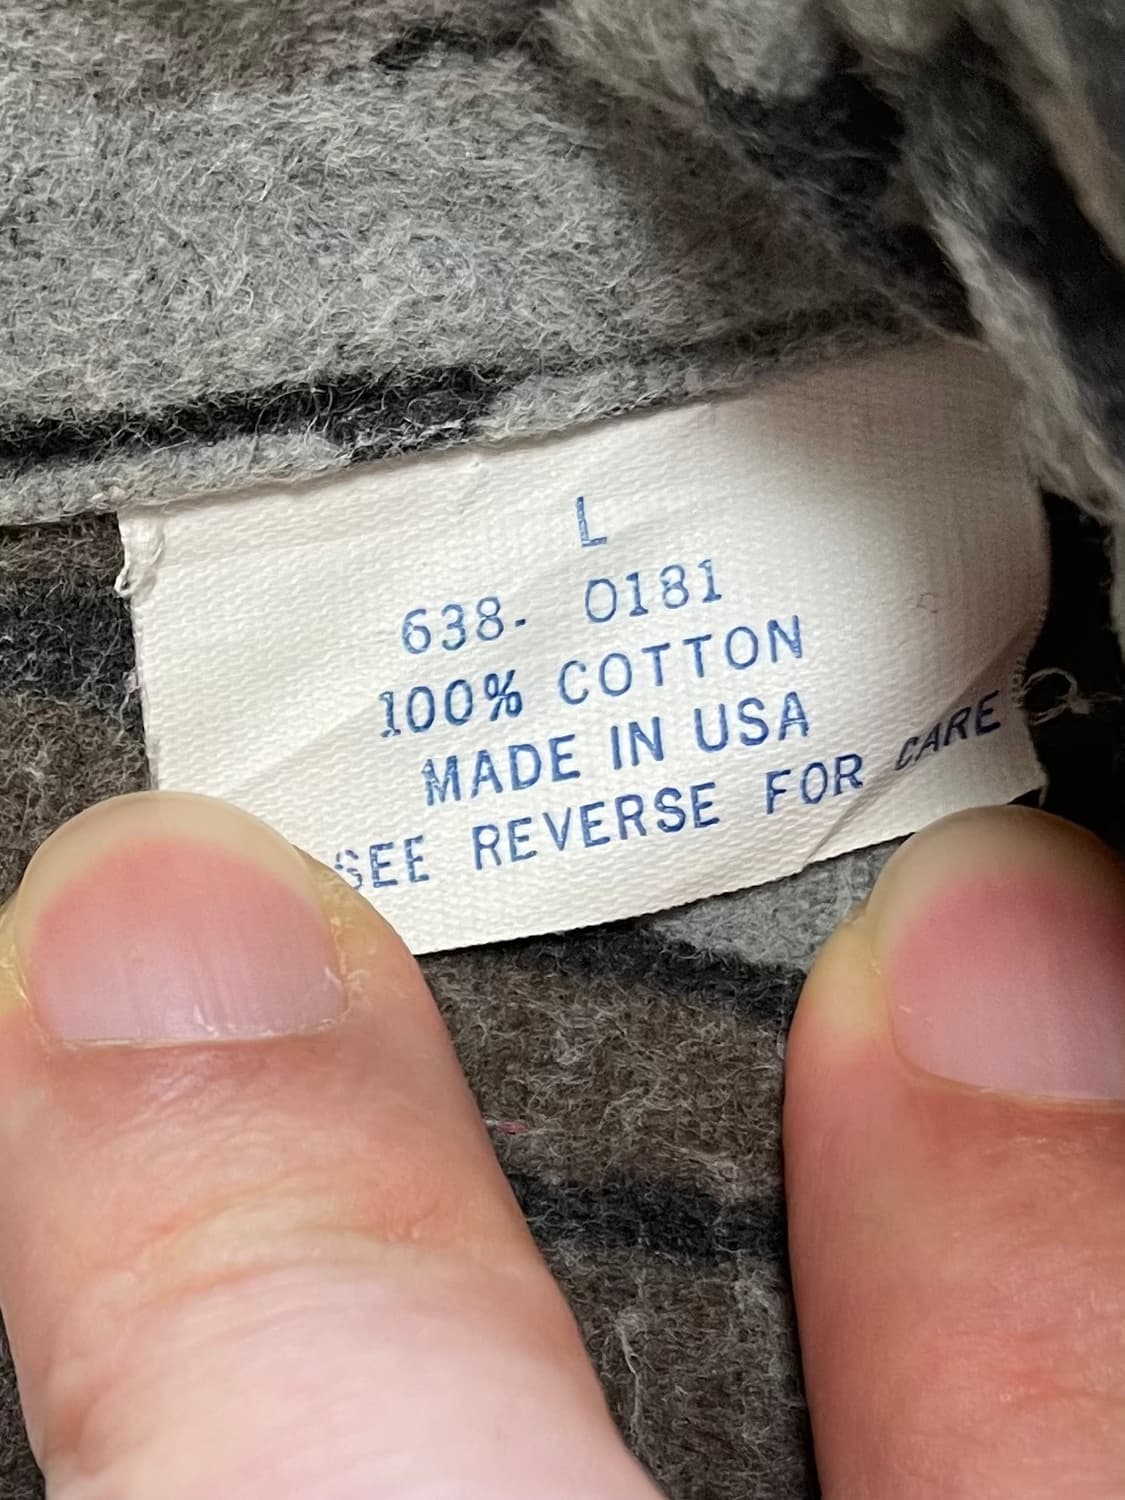 L
638- 0181
100% COTTON
MADE IN USA
SEE REVERSE FOR CARE